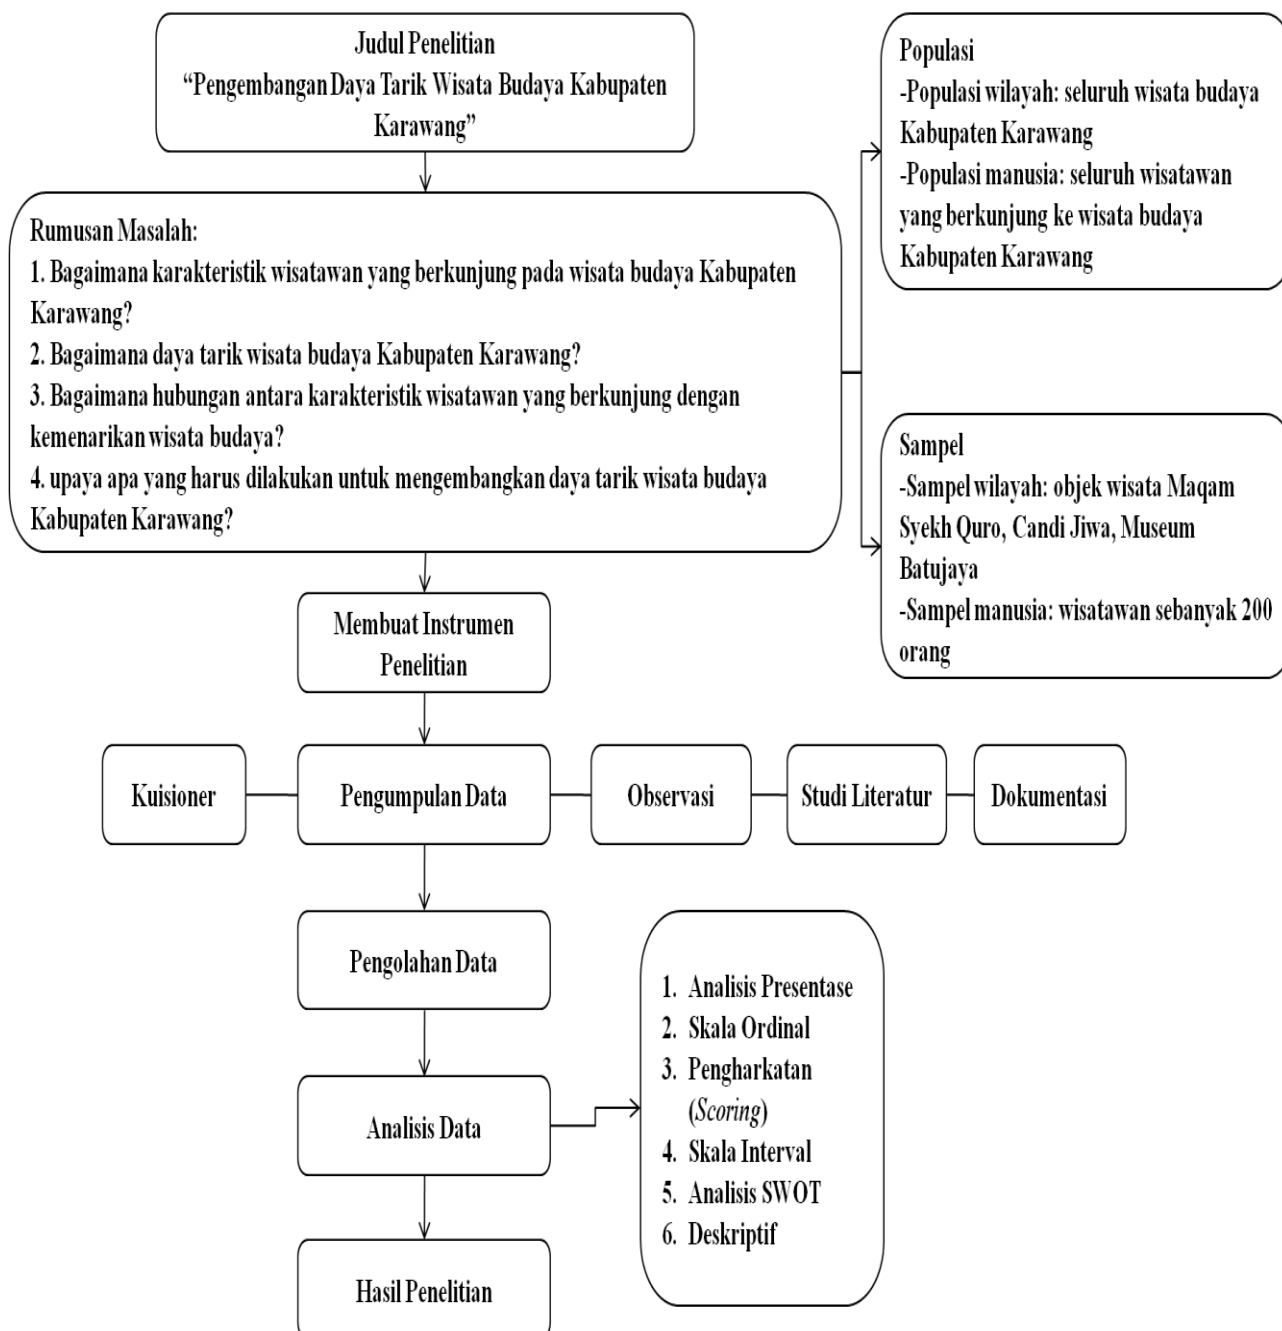 Judul Penelitian
“Pengembangan Daya Tarik Wisata Budaya Kabupaten
Karawang”
Populasi
-Populasi wilayah: seluruh wisata budaya
Kabupaten Karawang
-Populasi manusia: seluruh wisatawan
yang berkunjung ke wisata budaya
Kabupaten Karawang
Rumusan Masalah:
1. Bagaimana karakteristik wisatawan yang berkunjung pada wisata budaya Kabupaten
Karawang?
2. Bagaimana daya tarik wisata budaya Kabupaten Karawang?
3. Bagaimana hubungan antara karakteristik wisatawan yang berkunjung dengan
kemenarikan wisata budaya?
4. upaya apa yang harus dilakukan untuk mengembangkan daya tarik wisata budaya
Kabupaten Karawang?
Sampel
-Sampel wilayah: objek wisata Maqam
Syekh Quro, Candi Jiwa, Museum
Batujaya
-Sampel manusia: wisatawan sebanyak 200
orang
Membuat Instrumen
Penelitian
Kuisioner
Pengumpulan Data
Observasi
Studi Literatur
Dokumentasi
Pengolahan Data
Analisis Data
1. Analisis Presentase
2. Skala Ordinal
3. Pengharkatan
(Scoring)
4. Skala Interval
5. Analisis SWOT
6. Deskriptif
Hasil Penelitian